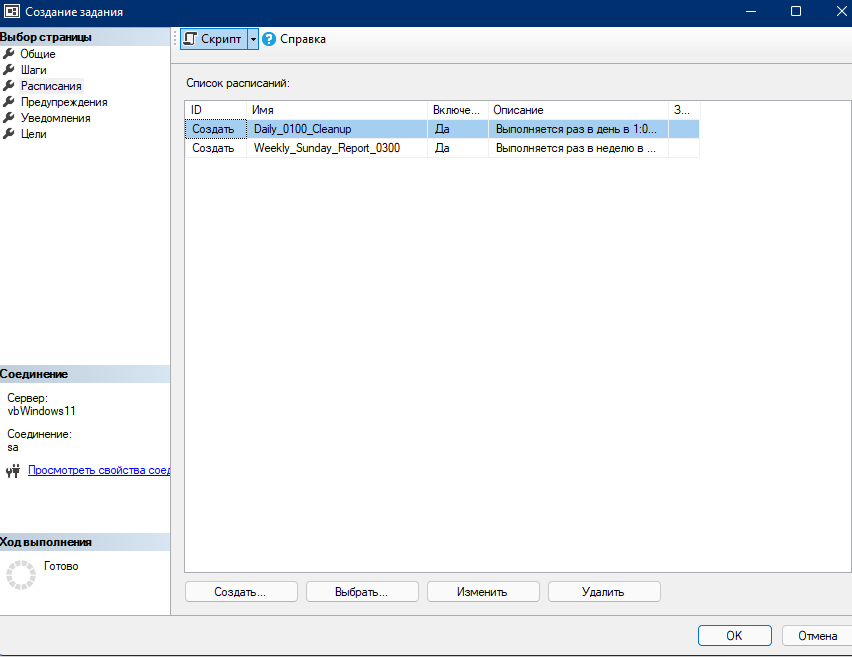 Создание задания
Выбор страницы
Общие
Шаги
Расписания
Предупреждения
Уведомления
Цели
Соединение
Сервер:
vbWindows11
Соединение:
sa
Просмотреть свойства соед
Ход выполнения
Готово
Скрипт
Справка
Список расписаний:
ID Имя Включе... Описание З...
Создать Daily_0100_Cleanup Да Выполняется раз в день в 1:0...
Создать Weekly_Sunday_Report_0300 Да Выполняется раз в неделю в ...
Создать... Выбрать... Изменить Удалить
OK Отмена